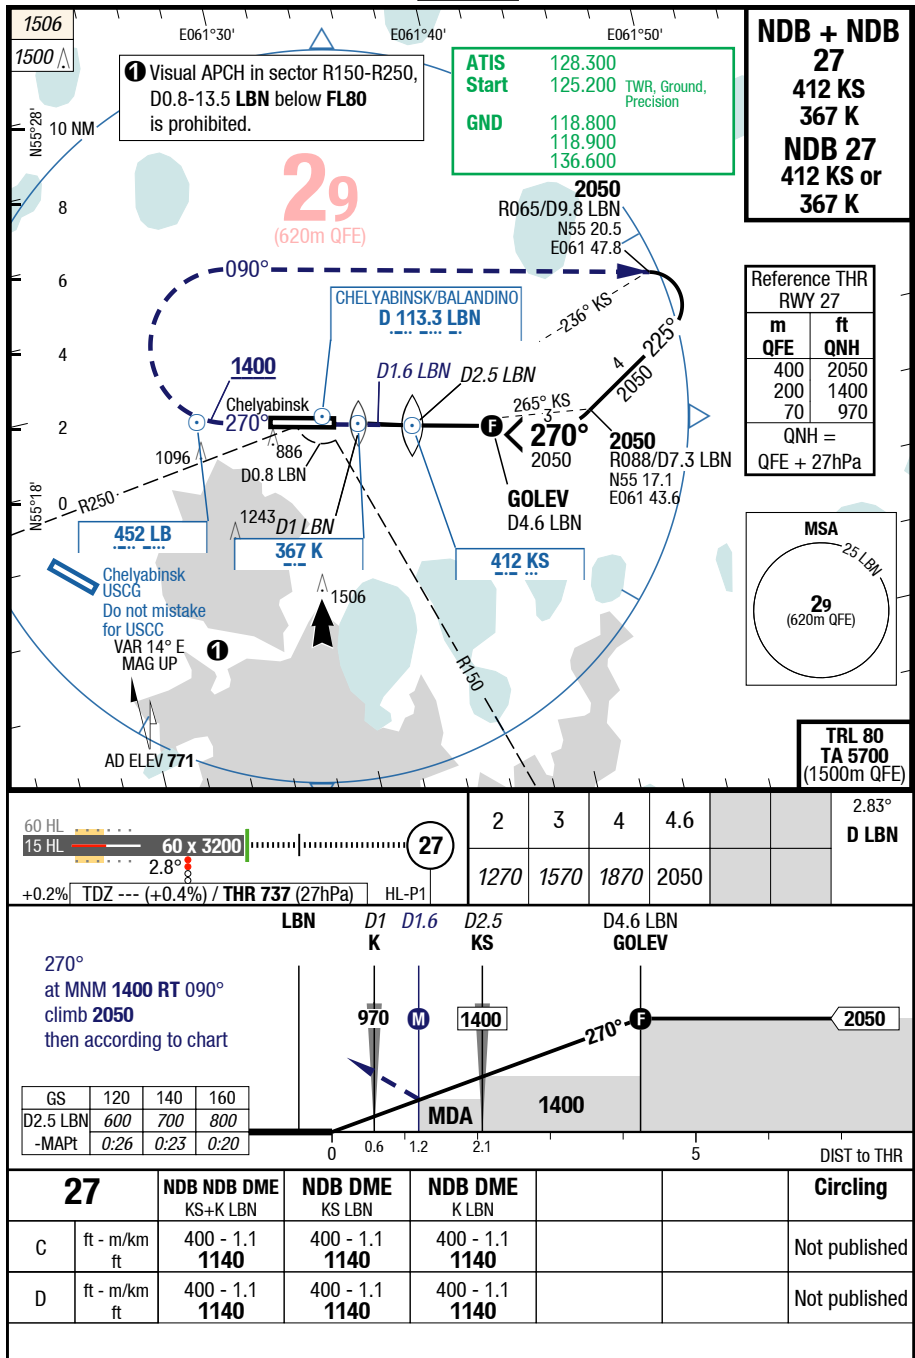 1506
1500
E061°30'
E061°40'
E061°50'
❶ Visual APCH in sector R150-R250,
D0.8-13.5 LBN below FL80
is prohibited.
ATIS 128.300
Start 125.200 TWR, Ground,
Precision
GND 118.800
118.900
136.600
NDB + NDB
27
412 KS
367 K
NDB 27
412 KS or
367 K
N55°28'
10 NM
8
6
4
2
0
N55°18'
29
(620m QFE)
2050
R065/D9.8 LBN
N55 20.5
E061 47.8
090°
236° KS
225°
4
2050
CHELYABINSK/BALANDINO
D 113.3 LBN
1400
D1.6 LBN
D2.5 LBN
Chelyabinsk
270°
265° KS
3
F
270°
2050
2050
R088/D7.3 LBN
N55 17.1
E061 43.6
1096
886
D0.8 LBN
R250
GOLEV
D4.6 LBN
1243
D1 LBN
452 LB
367 K
412 KS
Chelyabinsk
USCG
Do not mistake
for USCC
1506
VAR 14° E
MAG UP
❶
R150
AD ELEV 771
Reference THR
RWY 27
m ft
QFE QNH
400 2050
200 1400
70 970
QNH =
QFE + 27hPa
MSA
25 LBN
29
(620m QFE)
TRL 80
TA 5700
(1500m QFE)
60 HL
15 HL
60 x 3200
27
2.8°
+0.2%
TDZ --- (+0.4%) / THR 737 (27hPa)
HL-P1
2 3 4 4.6
2.83°
D LBN
1270 1570 1870 2050
LBN
D1
K
D1.6
D2.5
KS
D4.6 LBN
GOLEV
270°
at MNM 1400 RT 090°
climb 2050
then according to chart
970
M
1400
270°
F
2050
MDA
1400
GS 120 140 160
D2.5 LBN 600 700 800
-MAPt 0:26 0:23 0:20
0 0.6 1.2 2.1 5
DIST to THR
27
NDB NDB DME
KS+K LBN
NDB DME
KS LBN
NDB DME
K LBN
Circling
C
ft - m/km 400 - 1.1 400 - 1.1 400 - 1.1
ft 1140 1140 1140
Not published
D
ft - m/km 400 - 1.1 400 - 1.1 400 - 1.1
ft 1140 1140 1140
Not published